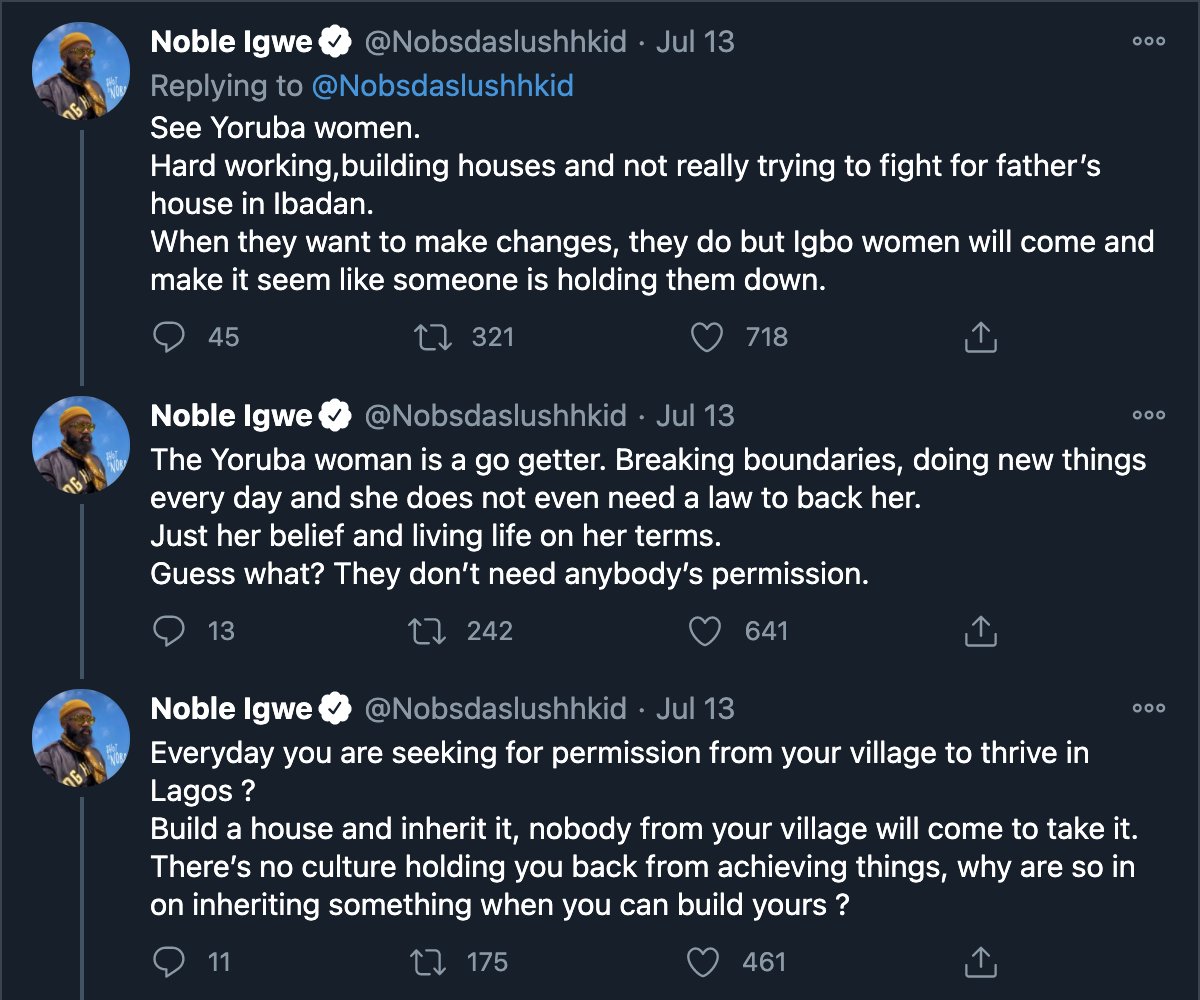 Noble Igwe @Nobsdaslushhkid · Jul 13
Replying to @Nobsdaslushhkid
See Yoruba women.
Hard working,building houses and not really trying to fight for father’s
house in Ibadan.
When they want to make changes, they do but Igbo women will come and
make it seem like someone is holding them down.
45 321 718
Noble Igwe @Nobsdaslushhkid · Jul 13
The Yoruba woman is a go getter. Breaking boundaries, doing new things
every day and she does not even need a law to back her.
Just her belief and living life on her terms.
Guess what? They don’t need anybody’s permission.
13 242 641
Noble Igwe @Nobsdaslushhkid · Jul 13
Everyday you are seeking for permission from your village to thrive in
Lagos ?
Build a house and inherit it, nobody from your village will come to take it.
There’s no culture holding you back from achieving things, why are so in
on inheriting something when you can build yours ?
11 175 461